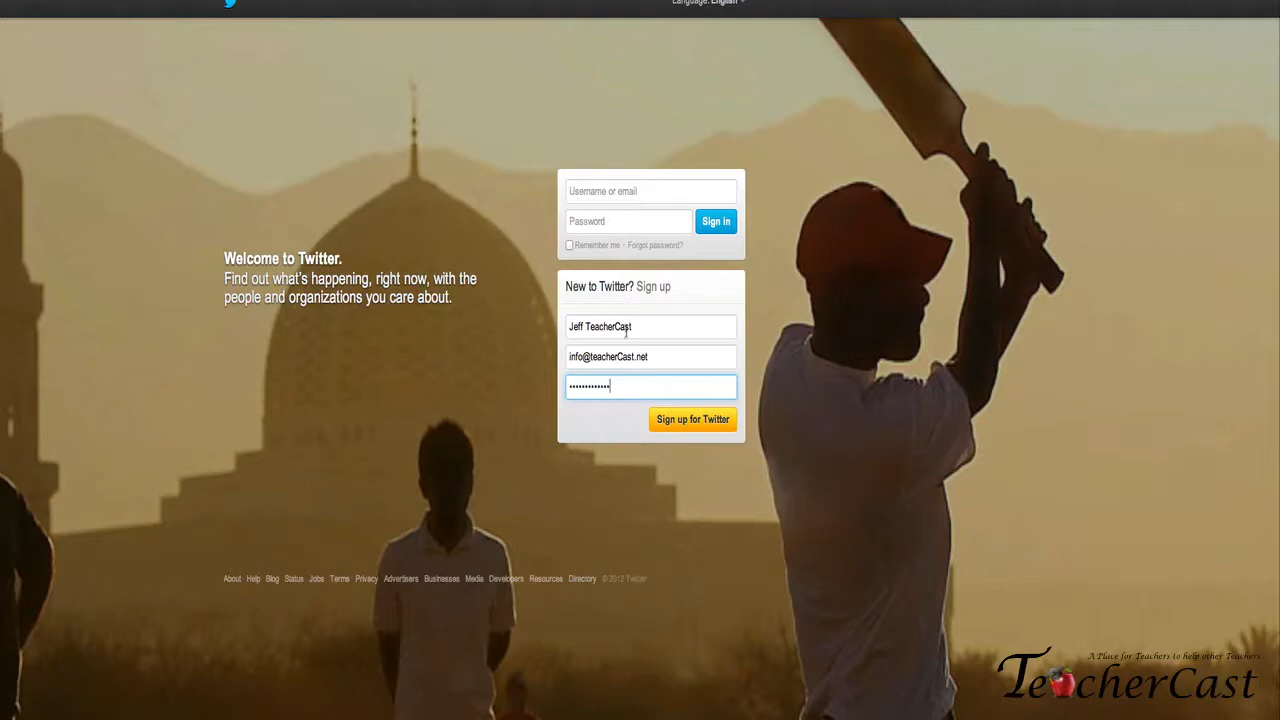 Language: English
Username or email
Password
Sign in
Remember me · Forgot password?
Welcome to Twitter.
Find out what's happening, right now, with the
people and organizations you care about.
New to Twitter? Sign up
Jeff TeacherCast
info@teacherCast.net
Sign up for Twitter
About Help Blog Status Jobs Terms Privacy Advertisers Businesses Media Developers Resources Directory © 2012 Twitter
A Place for Teachers to help other Teachers
TeacherCast